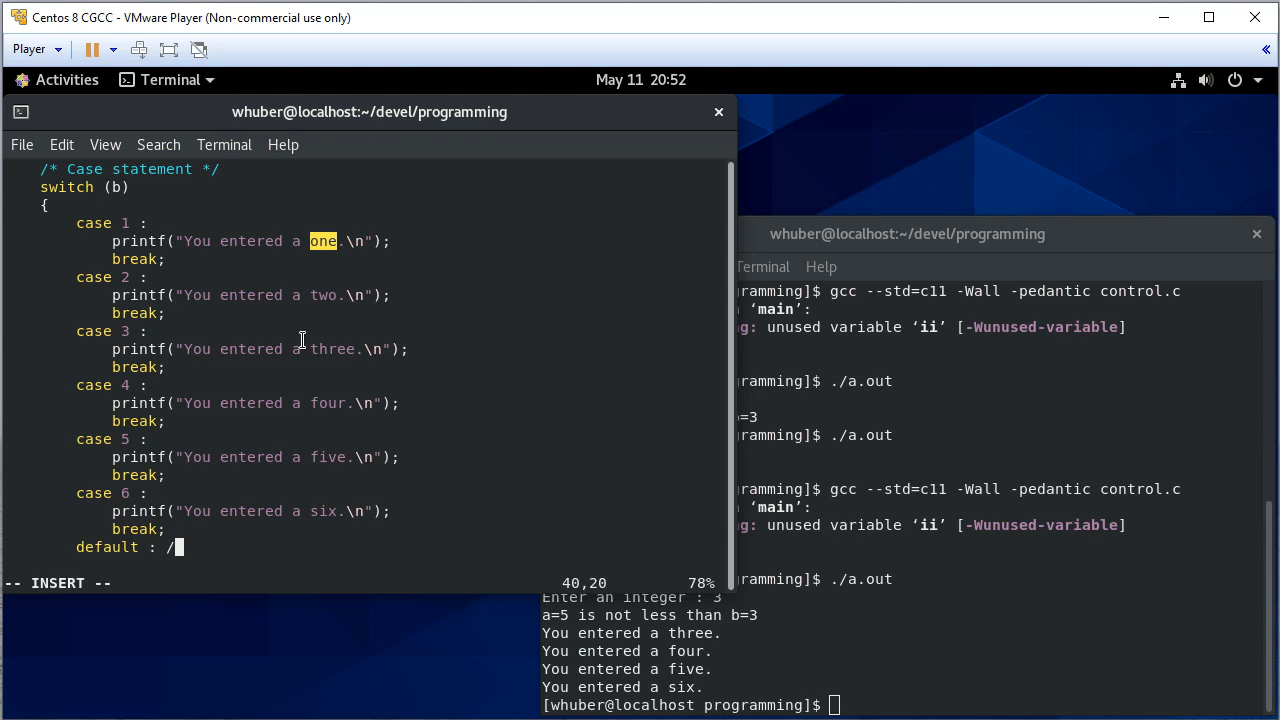 Centos 8 CGCC - VMware Player (Non-commercial use only)
Player
Activities Terminal May 11 20:52
whuber@localhost:~/devel/programming
File Edit View Search Terminal Help
/* Case statement */
switch (b)
{
case 1 :
printf("You entered a one.\n");
break;
case 2 :
printf("You entered a two.\n");
break;
case 3 :
printf("You entered a three.\n");
break;
case 4 :
printf("You entered a four.\n");
break;
case 5 :
printf("You entered a five.\n");
break;
case 6 :
printf("You entered a six.\n");
break;
default : /
-- INSERT -- 40,20 78%
whuber@localhost:~/devel/programming
Terminal Help
gramming]$ gcc --std=c11 -Wall -pedantic control.c
‘main’:
g: unused variable ‘ii’ [-Wunused-variable]
gramming]$ ./a.out
b=3
gramming]$ ./a.out
gramming]$ gcc --std=c11 -Wall -pedantic control.c
‘main’:
g: unused variable ‘ii’ [-Wunused-variable]
gramming]$ ./a.out
Enter an integer : 3
a=5 is not less than b=3
You entered a three.
You entered a four.
You entered a five.
You entered a six.
[whuber@localhost programming]$